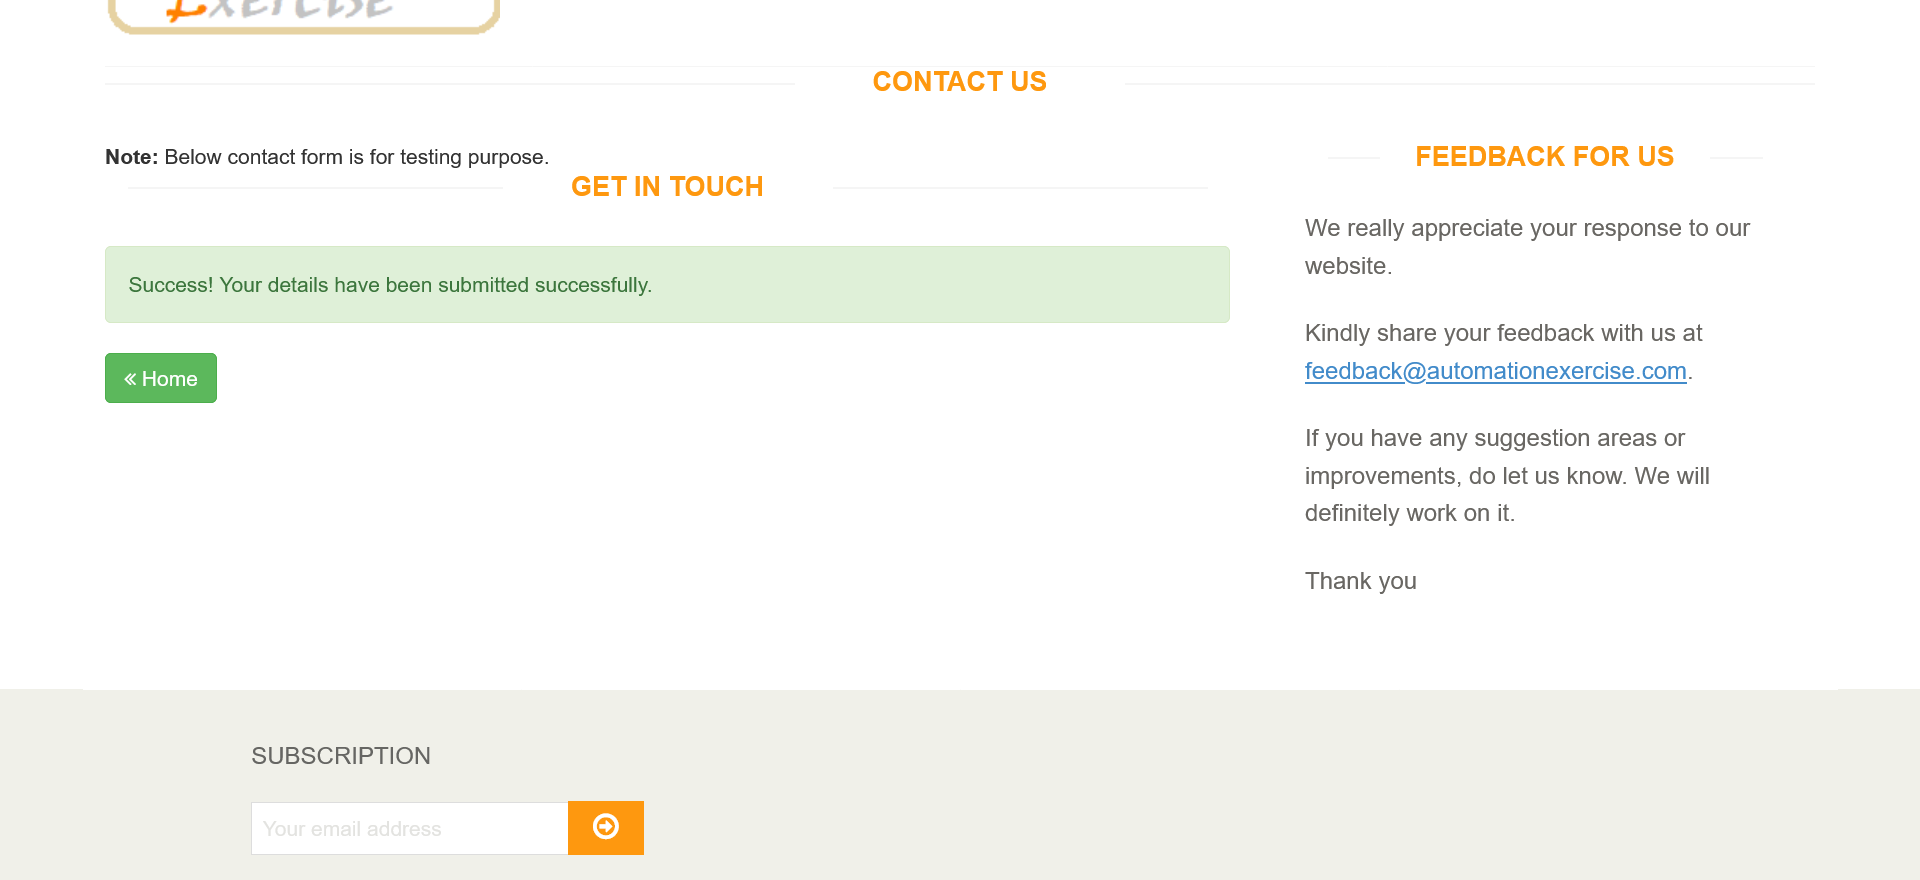 Exercise
CONTACT US
Note: Below contact form is for testing purpose.
GET IN TOUCH
Success! Your details have been submitted successfully.
« Home
FEEDBACK FOR US
We really appreciate your response to our
website.
Kindly share your feedback with us at
feedback@automationexercise.com.
If you have any suggestion areas or
improvements, do let us know. We will
definitely work on it.
Thank you
SUBSCRIPTION
Your email address